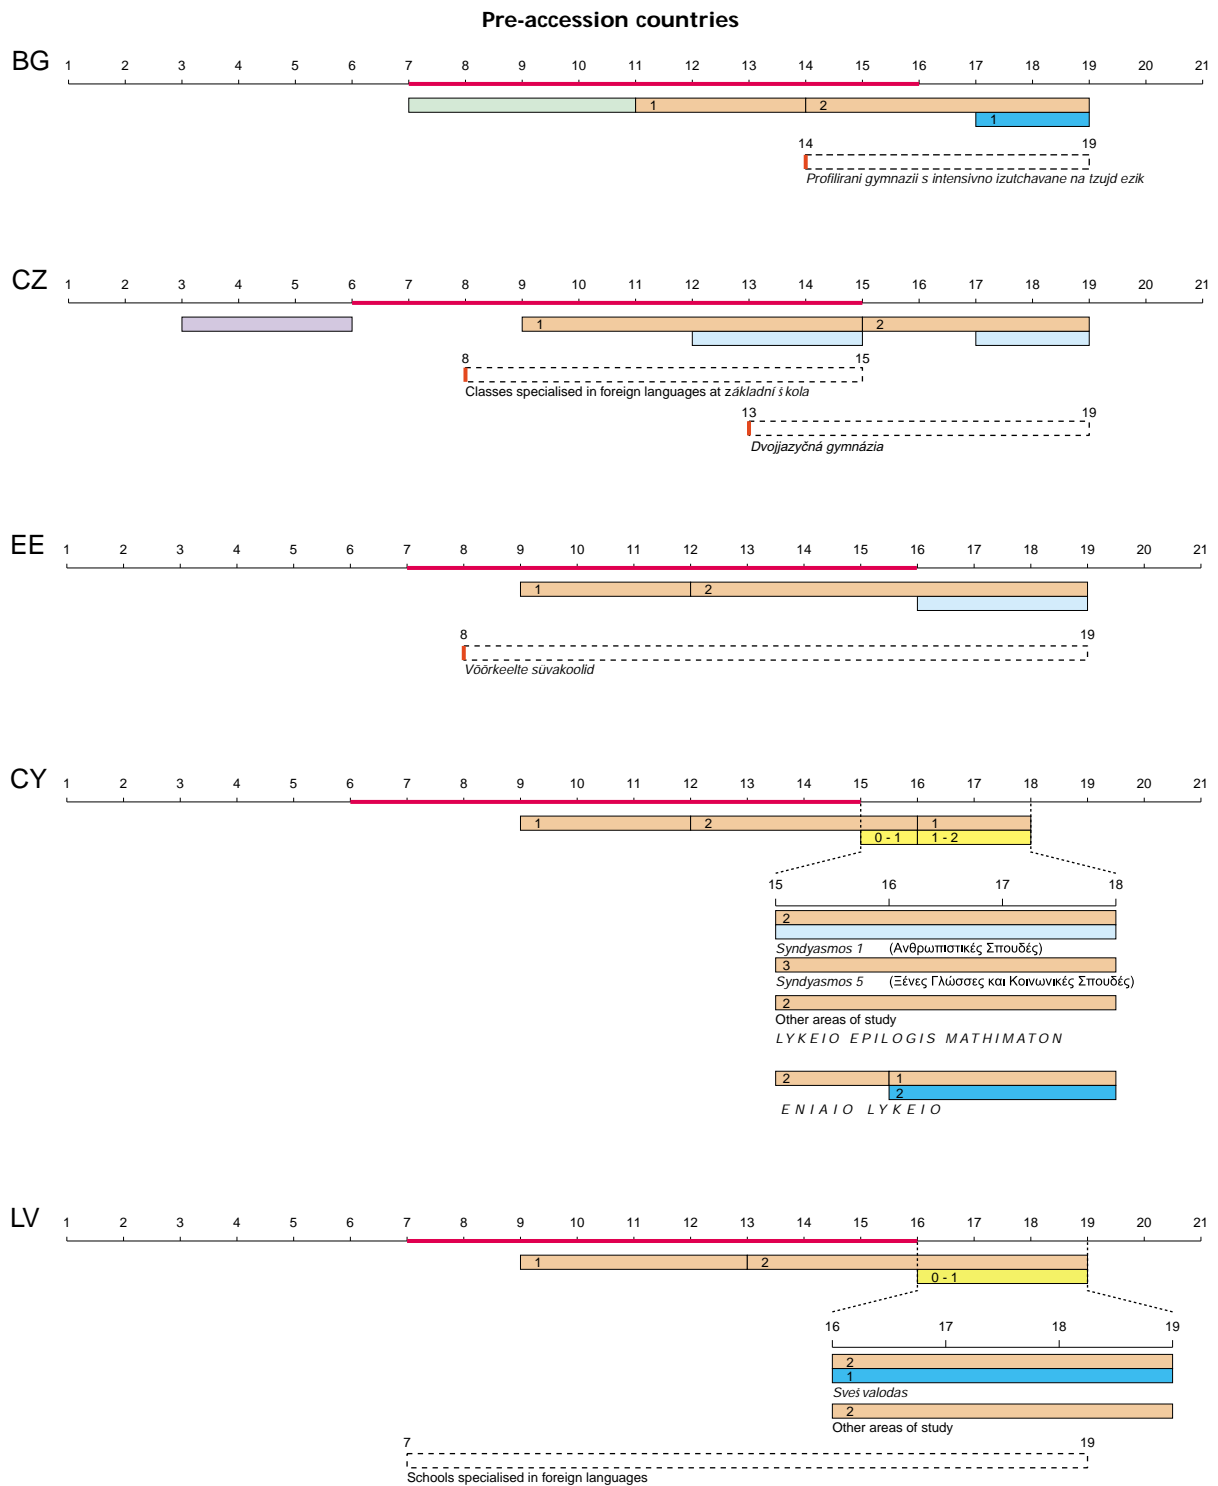 Pre-accession countries
BG
1 2 3 4 5 6 7 8 9 10 11 12 13 14 15 16 17 18 19 20 21
1 2
1
14 19
Profilirani gymnazii s intensivno izutchavane na tzujd ezik
CZ
1 2 3 4 5 6 7 8 9 10 11 12 13 14 15 16 17 18 19 20 21
1 2
8 15
Classes specialised in foreign languages at základní škola
13 19
Dvojjazyčná gymnázia
EE
1 2 3 4 5 6 7 8 9 10 11 12 13 14 15 16 17 18 19 20 21
1 2
8 19
Võõrkeelte süvakoolid
CY
1 2 3 4 5 6 7 8 9 10 11 12 13 14 15 16 17 18 19 20 21
1 2 1
0 - 1 1 - 2
15 16 17 18
2
Syndyasmos 1 (Ανθρωπιστικές Σπουδές)
3
Syndyasmos 5 (Ξένες Γλώσσες και Κοινωνικές Σπουδές)
2
Other areas of study
LYKEIO EPILOGIS MATHIMATON
2 1
2
ENIAIO LYKEIO
LV
1 2 3 4 5 6 7 8 9 10 11 12 13 14 15 16 17 18 19 20 21
1 2
0 - 1
16 17 18 19
2
1
Svešvalodas
2
Other areas of study
7 19
Schools specialised in foreign languages